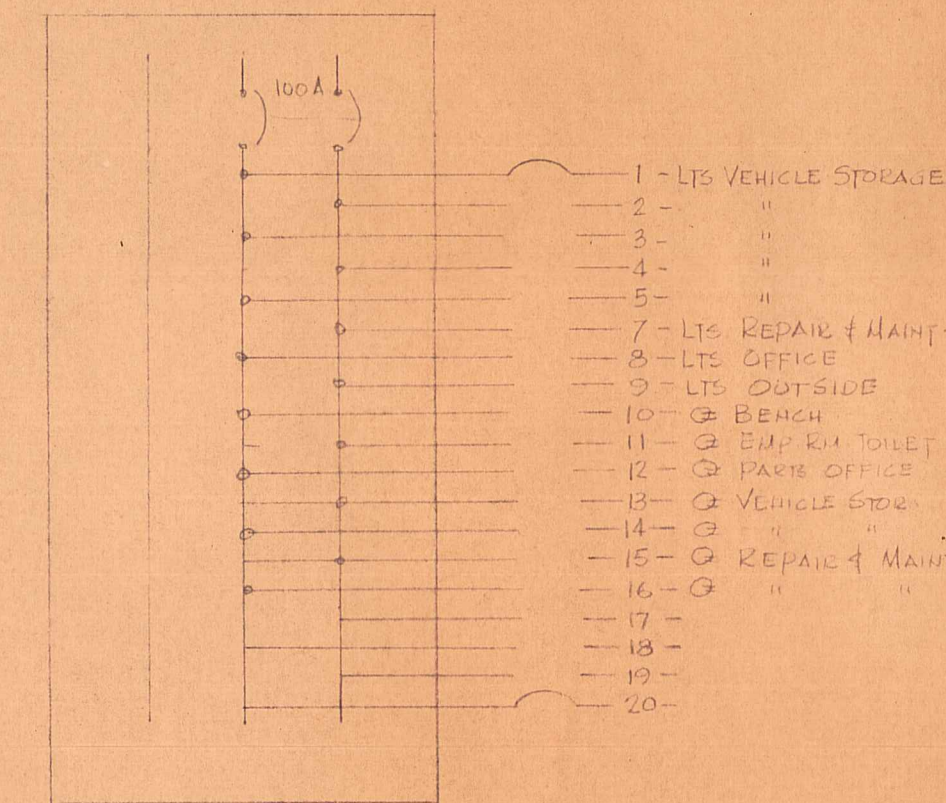 100A
1 - LTS VEHICLE STORAGE
2 - "
3 - "
4 - "
5 - "
7 - LTS REPAIR & MAINT
8 - LTS OFFICE
9 - LTS OUTSIDE
10 - BENCH
11 - EMP RM TOILET
12 - PARTS OFFICE
13 - VEHICLE STOR
14 - " "
15 - REPAIR & MAINT
16 - " "
17 -
18 -
19 -
20 -